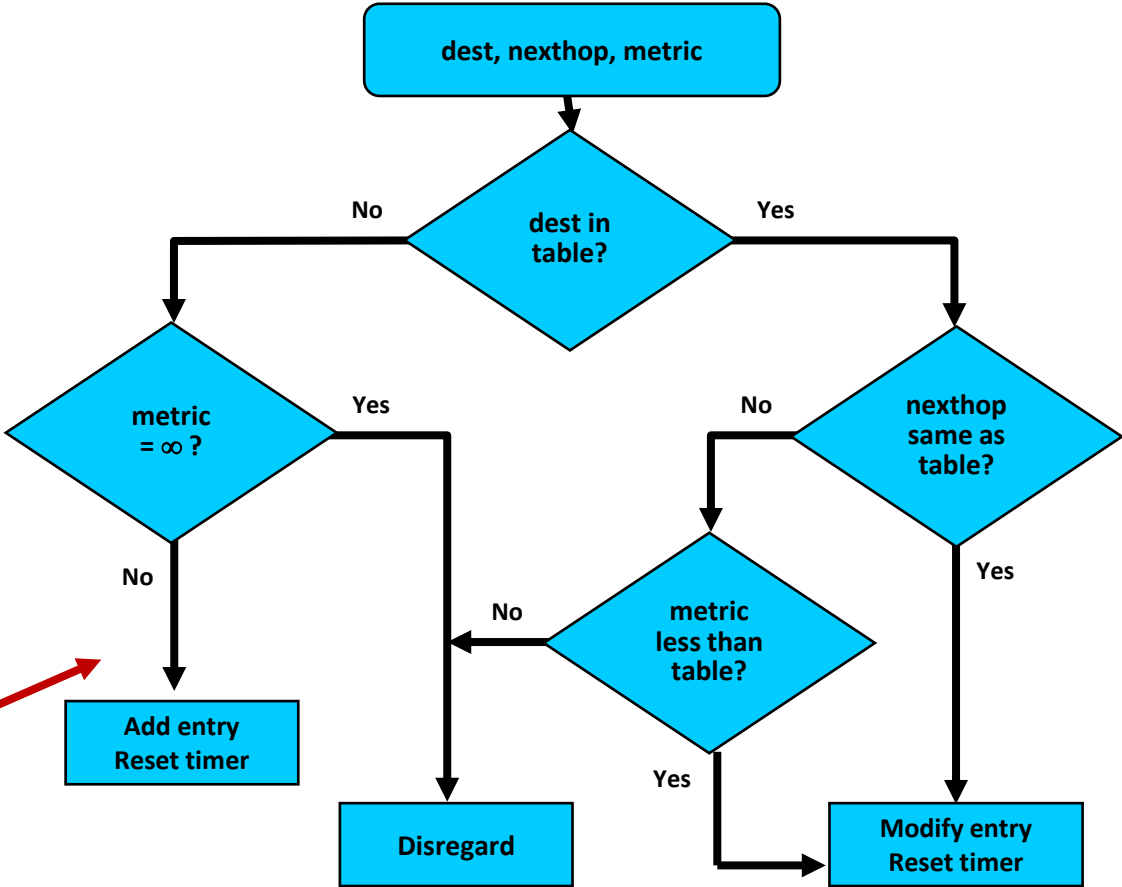 dest, nexthop, metric
No
Yes
dest in
table?
metric
= ∞ ?
Yes
No
nexthop
same as
table?
No
Yes
No
metric
less than
table?
Add entry
Reset timer
Yes
Disregard
Modify entry
Reset timer